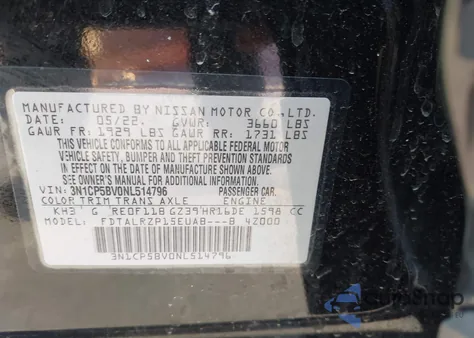 MANUFACTURED BY NISSAN MOTOR CO., LTD.
DATE: 05/22 GVWR: 3660 LBS
GAWR FR: 1929 LBS GAWR RR: 1731 LBS
THIS VEHICLE CONFORMS TO ALL APPLICABLE FEDERAL MOTOR
VEHICLE SAFETY, BUMPER AND THEFT PREVENTION STANDARDS
IN EFFECT ON THE DATE OF MANUFACTURE SHOWN ABOVE.
SEE OWNER'S MANUAL FOR ADDITIONAL INFORMATION.
VIN: 3N1CP5BV0NL514796 PASSENGER CAR.
COLOR TRIM TRANS AXLE ENGINE
KH3 G RE0F11B GZ39 HR16DE 1598 CC
MODEL: FDTALRZP15EUAB---B 4Z000
3N1CP5BV0NL514796
AutoSnap